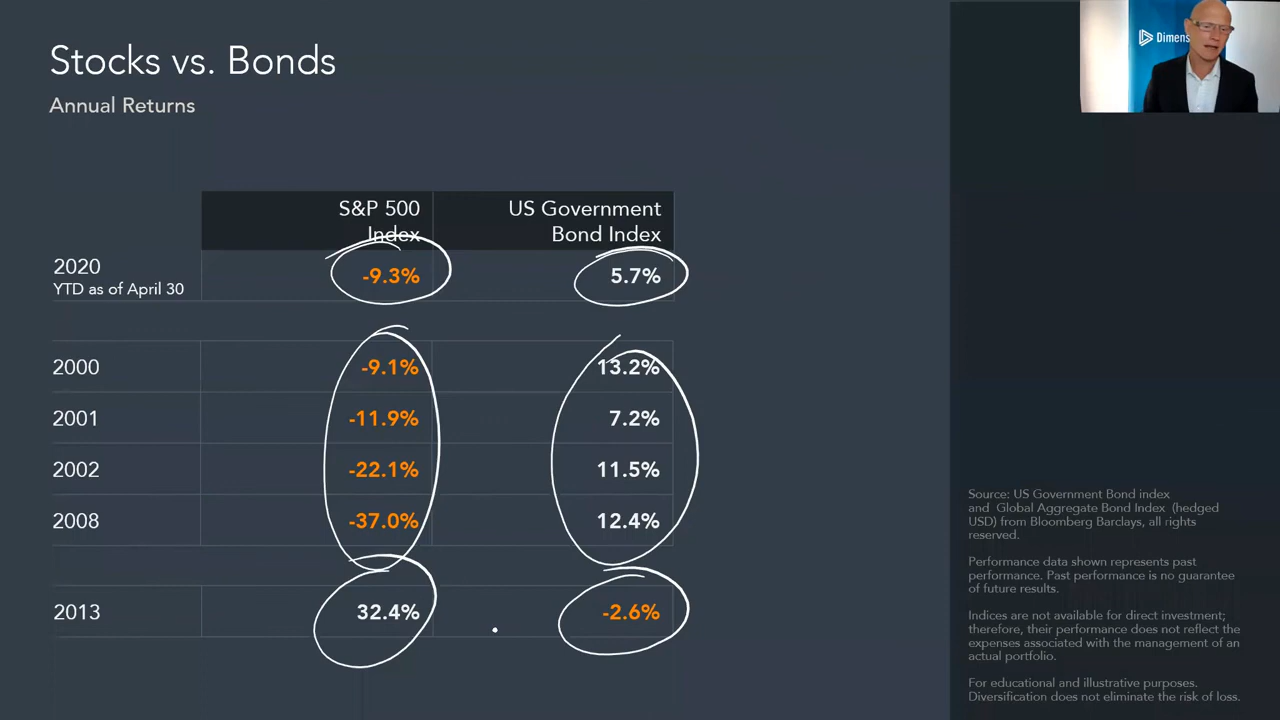 Stocks vs. Bonds
Annual Returns
S&P 500
Index
US Government
Bond Index
2020
YTD as of April 30
-9.3%
5.7%
2000
-9.1%
13.2%
2001
-11.9%
7.2%
2002
-22.1%
11.5%
2008
-37.0%
12.4%
2013
32.4%
-2.6%
Dimens
Source: US Government Bond index
and Global Aggregate Bond Index (hedged
USD) from Bloomberg Barclays, all rights
reserved.
Performance data shown represents past
performance. Past performance is no guarantee
of future results.
Indices are not available for direct investment;
therefore, their performance does not reflect the
expenses associated with the management of an
actual portfolio.
For educational and illustrative purposes.
Diversification does not eliminate the risk of loss.